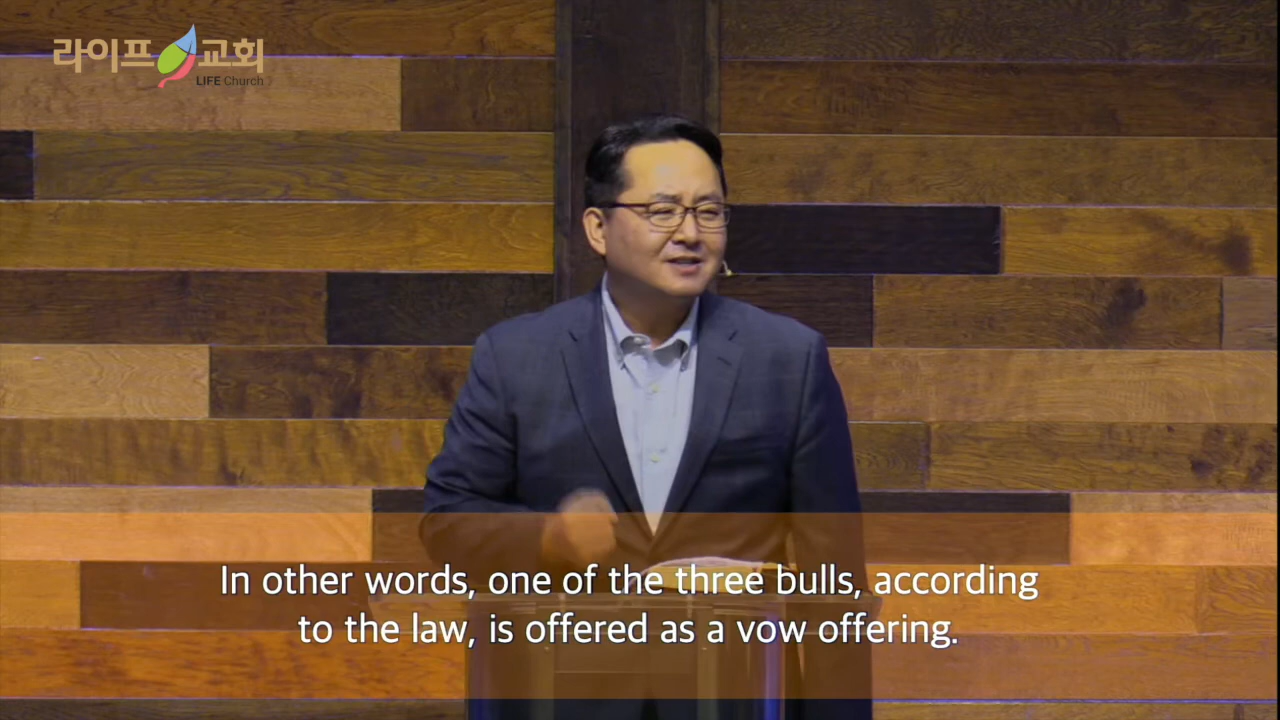 라이프 교회
LIFE Church
In other words, one of the three bulls, according
to the law, is offered as a vow offering.